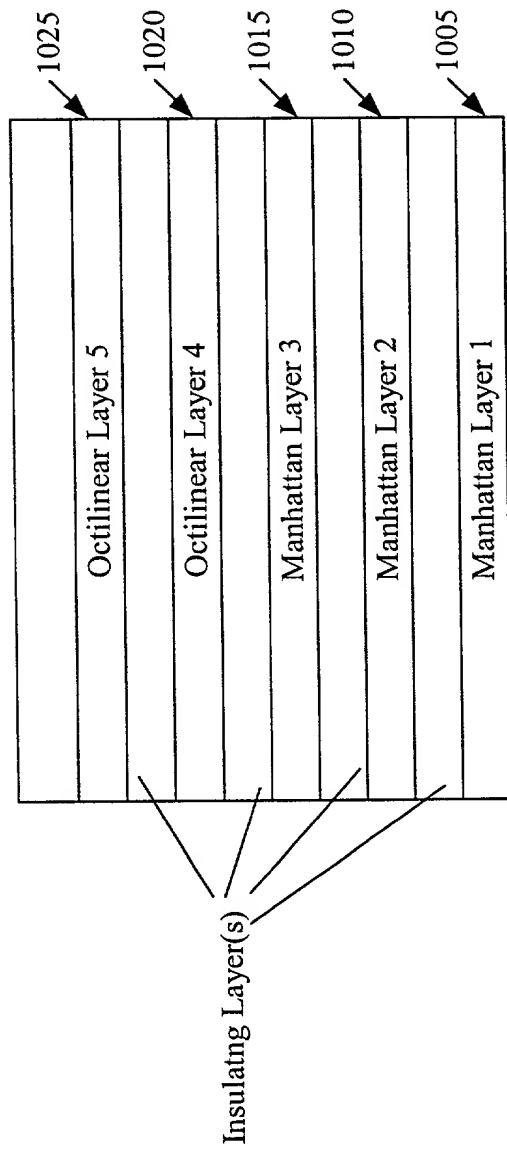 1025
Octilinear Layer 5
1020
Octilinear Layer 4
1015
Manhattan Layer 3
1010
Manhattan Layer 2
1005
Manhattan Layer 1
Insulatng Layer(s)